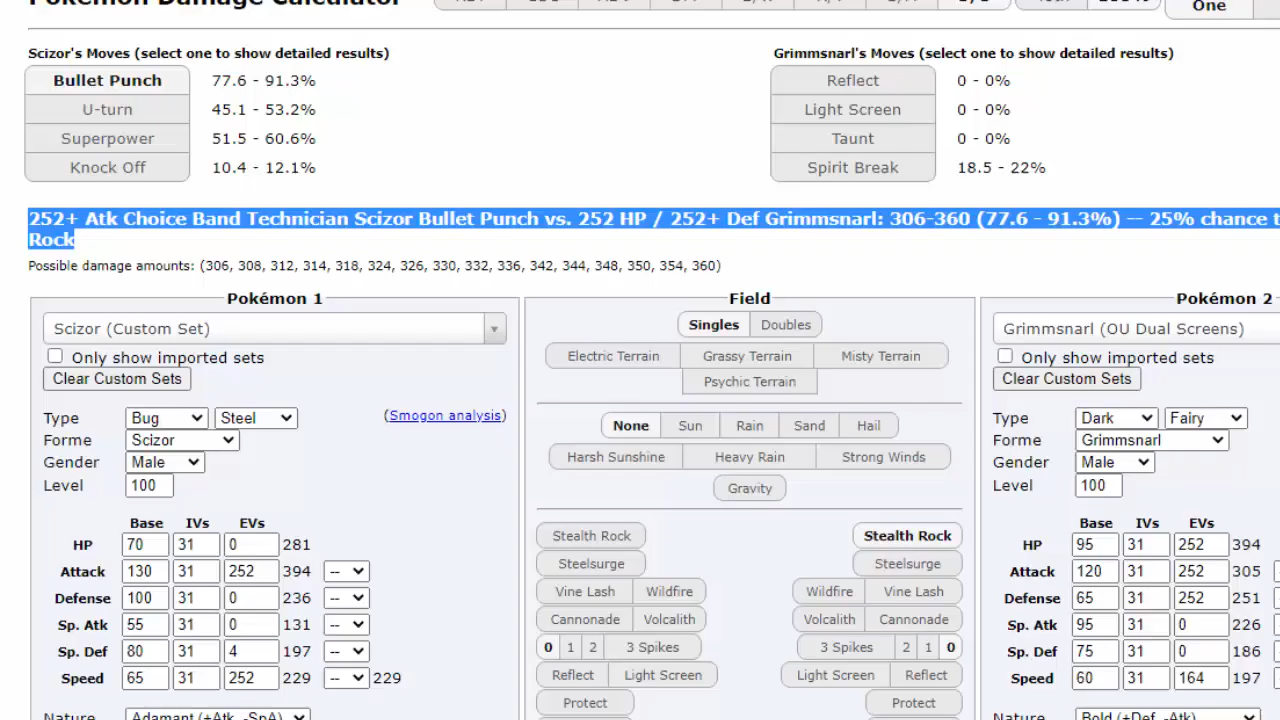 Pokémon Damage Calculator
One
Scizor's Moves (select one to show detailed results)
Grimmsnarl's Moves (select one to show detailed results)
Bullet Punch 77.6 - 91.3%
U-turn 45.1 - 53.2%
Superpower 51.5 - 60.6%
Knock Off 10.4 - 12.1%
Reflect 0 - 0%
Light Screen 0 - 0%
Taunt 0 - 0%
Spirit Break 18.5 - 22%
252+ Atk Choice Band Technician Scizor Bullet Punch vs. 252 HP / 252+ Def Grimmsnarl: 306-360 (77.6 - 91.3%) -- 25% chance t
Rock
Possible damage amounts: (306, 308, 312, 314, 318, 324, 326, 330, 332, 336, 342, 344, 348, 350, 354, 360)
Pokémon 1
Scizor (Custom Set)
Only show imported sets
Clear Custom Sets
Type Bug Steel (Smogon analysis)
Forme Scizor
Gender Male
Level 100
Base IVs EVs
HP 70 31 0 281
Attack 130 31 252 394 --
Defense 100 31 0 236 --
Sp. Atk 55 31 0 131 --
Sp. Def 80 31 4 197 --
Speed 65 31 252 229 -- 229
Nature Adamant (+Atk, -SpA)
Field
Singles Doubles
Electric Terrain Grassy Terrain Misty Terrain
Psychic Terrain
None Sun Rain Sand Hail
Harsh Sunshine Heavy Rain Strong Winds
Gravity
Stealth Rock Stealth Rock
Steelsurge Steelsurge
Vine Lash Wildfire Wildfire Vine Lash
Cannonade Volcalith Volcalith Cannonade
0 1 2 3 Spikes 3 Spikes 2 1 0
Reflect Light Screen Light Screen Reflect
Protect Protect
Pokémon 2
Grimmsnarl (OU Dual Screens)
Only show imported sets
Clear Custom Sets
Type Dark Fairy
Forme Grimmsnarl
Gender Male
Level 100
Base IVs EVs
HP 95 31 252 394
Attack 120 31 252 305
Defense 65 31 252 251
Sp. Atk 95 31 0 226
Sp. Def 75 31 0 186
Speed 60 31 164 197
Nature Bold (+Def, -Atk)